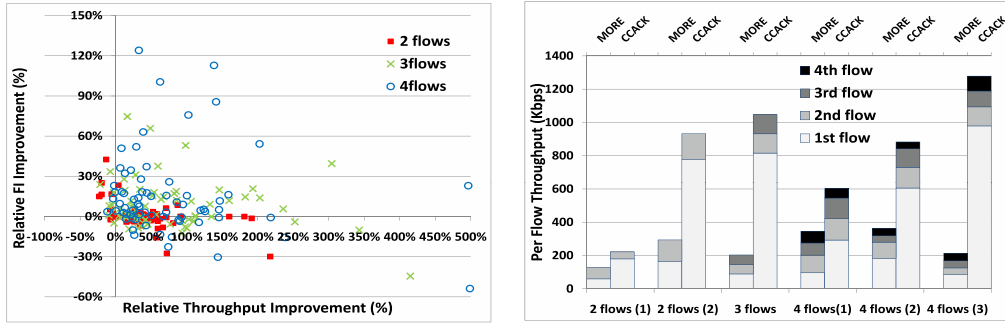 150%
120%
90%
60%
30%
0%
-30%
-60%
-100% -50% 0% 50% 100% 150% 200% 250% 300% 350% 400% 450% 500%
Relative FI Improvement (%)
Relative Throughput Improvement (%)
2 flows
3flows
4flows
MORE CCACK MORE CCACK MORE CCACK MORE CCACK MORE CCACK MORE CCACK
1400
1200
1000
800
600
400
200
0
Per Flow Throughput (Kbps)
4th flow
3rd flow
2nd flow
1st flow
2 flows (1) 2 flows (2) 3 flows 4 flows(1) 4 flows (2) 4 flows (3)